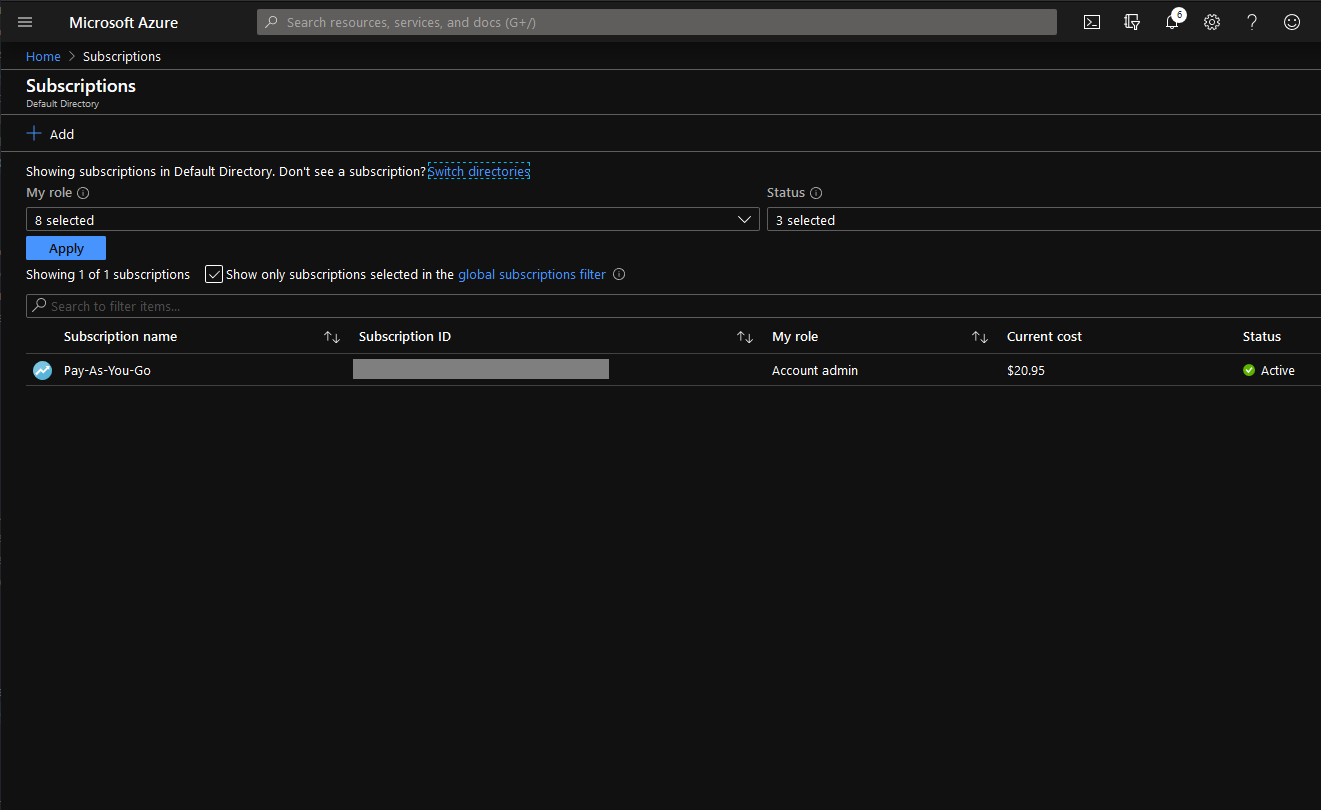 Microsoft Azure
Search resources, services, and docs (G+/)
6
Home > Subscriptions
Subscriptions
Default Directory
+ Add
Showing subscriptions in Default Directory. Don't see a subscription? Switch directories
My role
Status
8 selected
3 selected
Apply
Showing 1 of 1 subscriptions Show only subscriptions selected in the global subscriptions filter
Search to filter items...
Subscription name Subscription ID My role Current cost Status
Pay-As-You-Go Account admin $20.95 Active